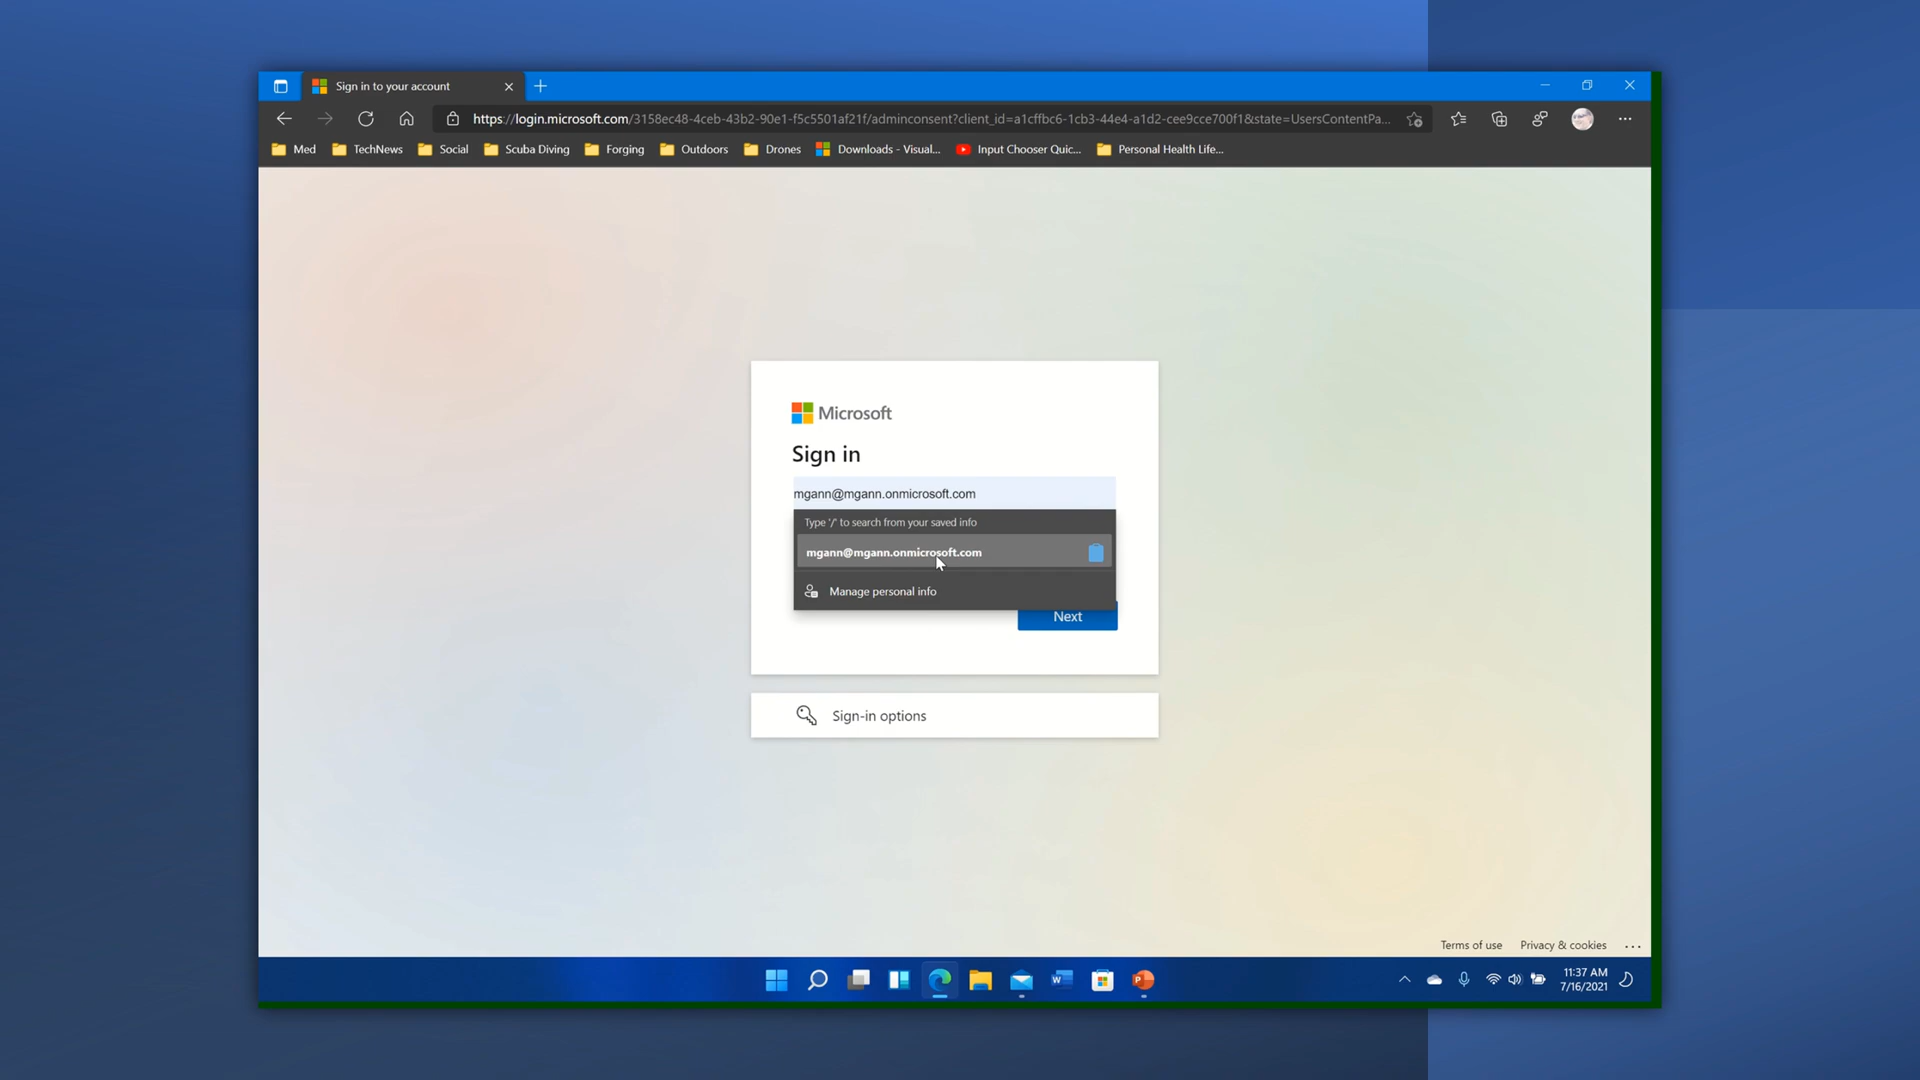 Sign in to your account
https://login.microsoft.com/3158ec48-4ceb-43b2-90e1-f5c5501af21f/adminconsent?client_id=a1cffbc6-1cb3-44e4-a1d2-cee9cce700f1&state=UsersContentPa...
Med TechNews Social Scuba Diving Forging Outdoors Drones Downloads - Visual... Input Chooser Quic... Personal Health Life...
Microsoft
Sign in
mgann@mgann.onmicrosoft.com
Type '/' to search from your saved info
mgann@mgann.onmicrosoft.com
Manage personal info
Next
Sign-in options
Terms of use Privacy & cookies ...
11:37 AM
7/16/2021